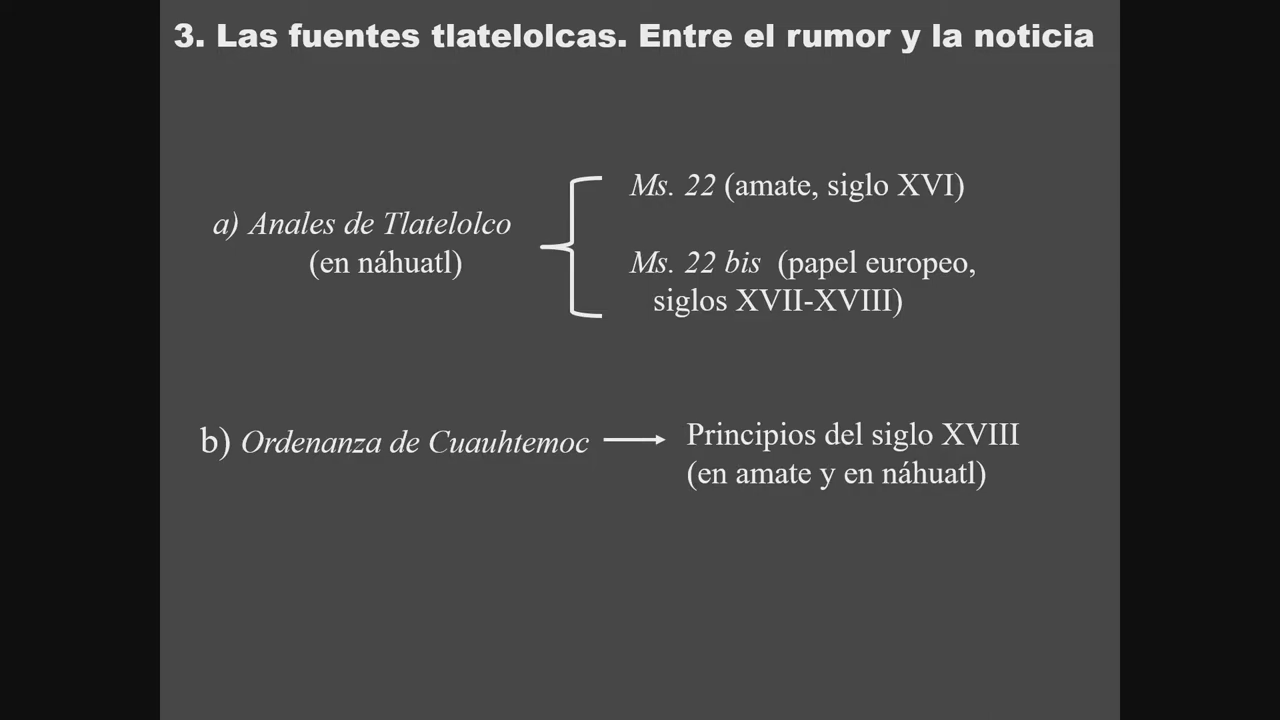 3. Las fuentes tlatelolcas. Entre el rumor y la noticia
a) Anales de Tlatelolco
(en náhuatl)
Ms. 22 (amate, siglo XVI)
Ms. 22 bis (papel europeo,
siglos XVII-XVIII)
b) Ordenanza de Cuauhtemoc
Principios del siglo XVIII
(en amate y en náhuatl)